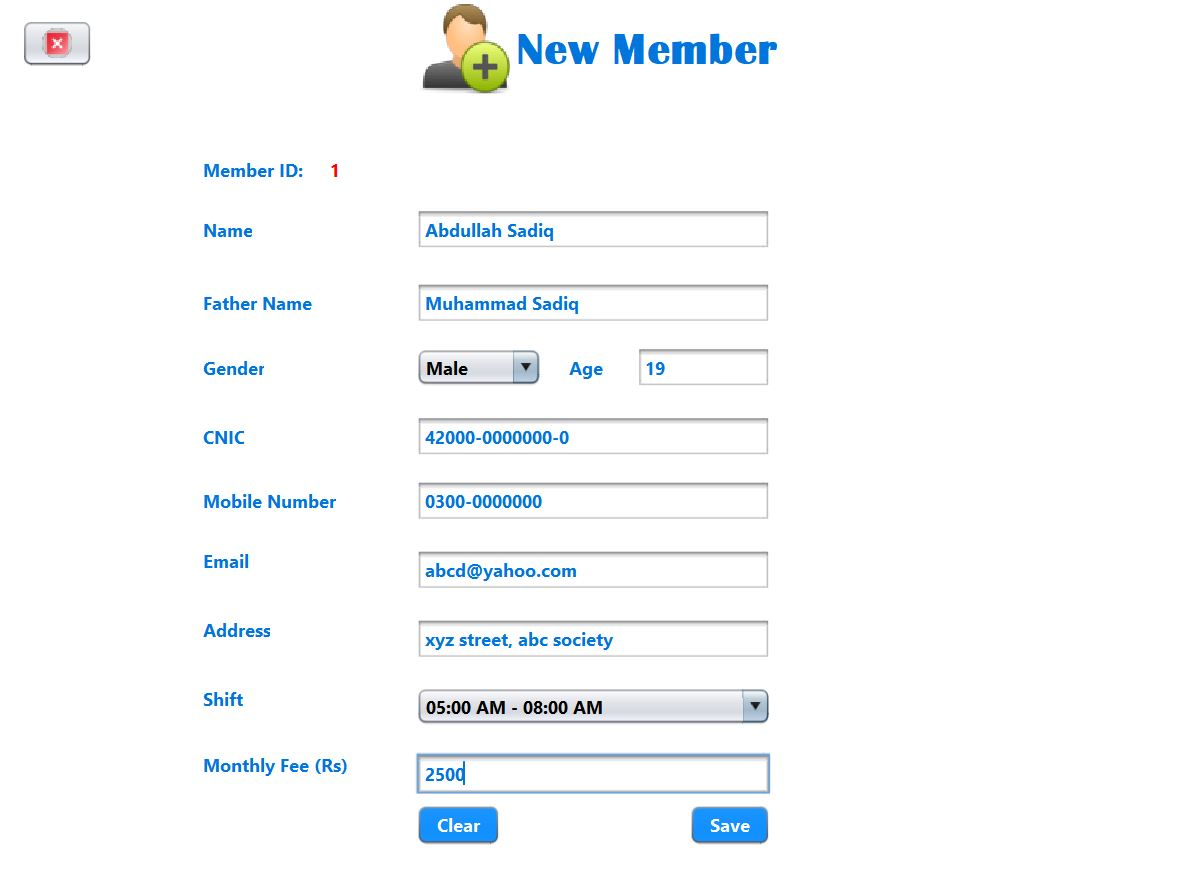 New Member
Member ID: 1
Name Abdullah Sadiq
Father Name Muhammad Sadiq
Gender Male Age 19
CNIC 42000-0000000-0
Mobile Number 0300-0000000
Email abcd@yahoo.com
Address xyz street, abc society
Shift 05:00 AM - 08:00 AM
Monthly Fee (Rs) 2500
Clear Save